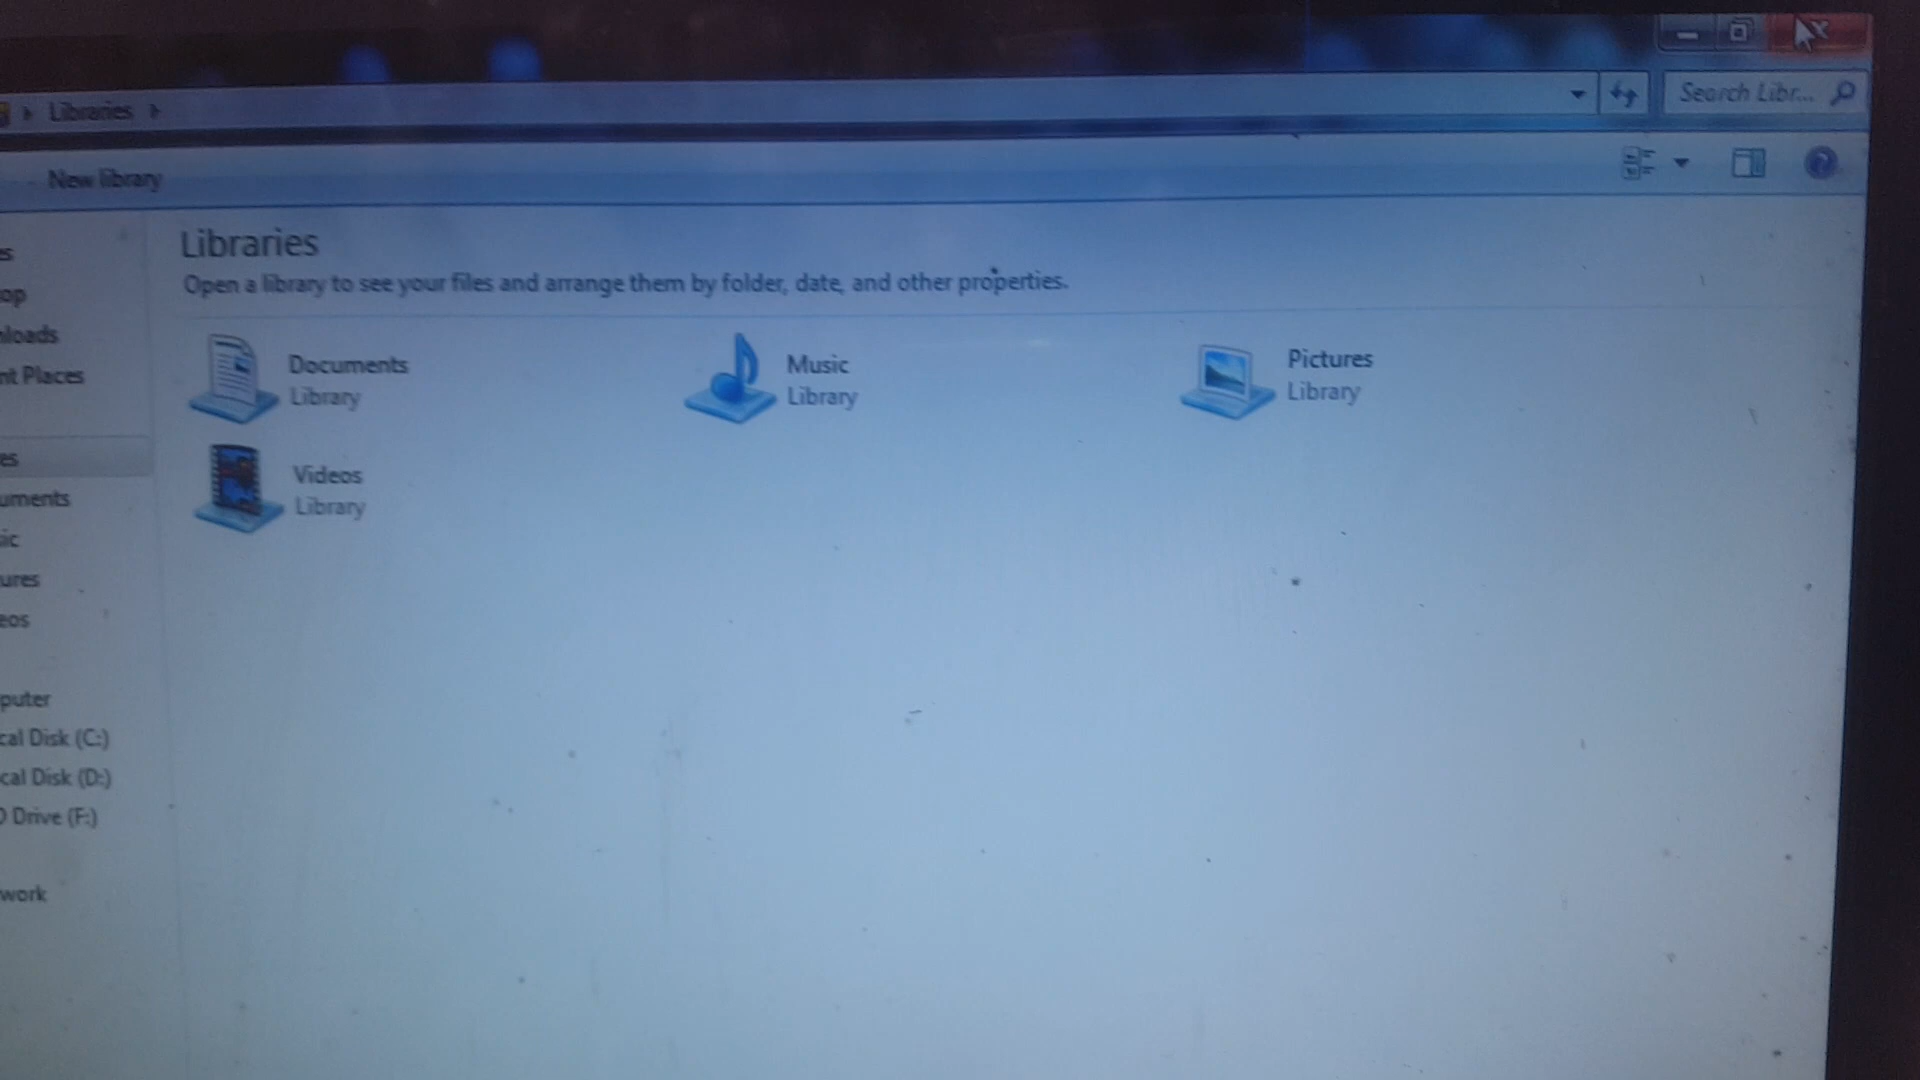 Libraries
Search Libr...
New library
Libraries
Open a library to see your files and arrange them by folder, date, and other properties.
Documents
Library
Music
Library
Pictures
Library
Videos
Library
es
op
nloads
nt Places
es
uments
ic
ures
eos
puter
cal Disk (C:)
cal Disk (D:)
D Drive (F:)
work